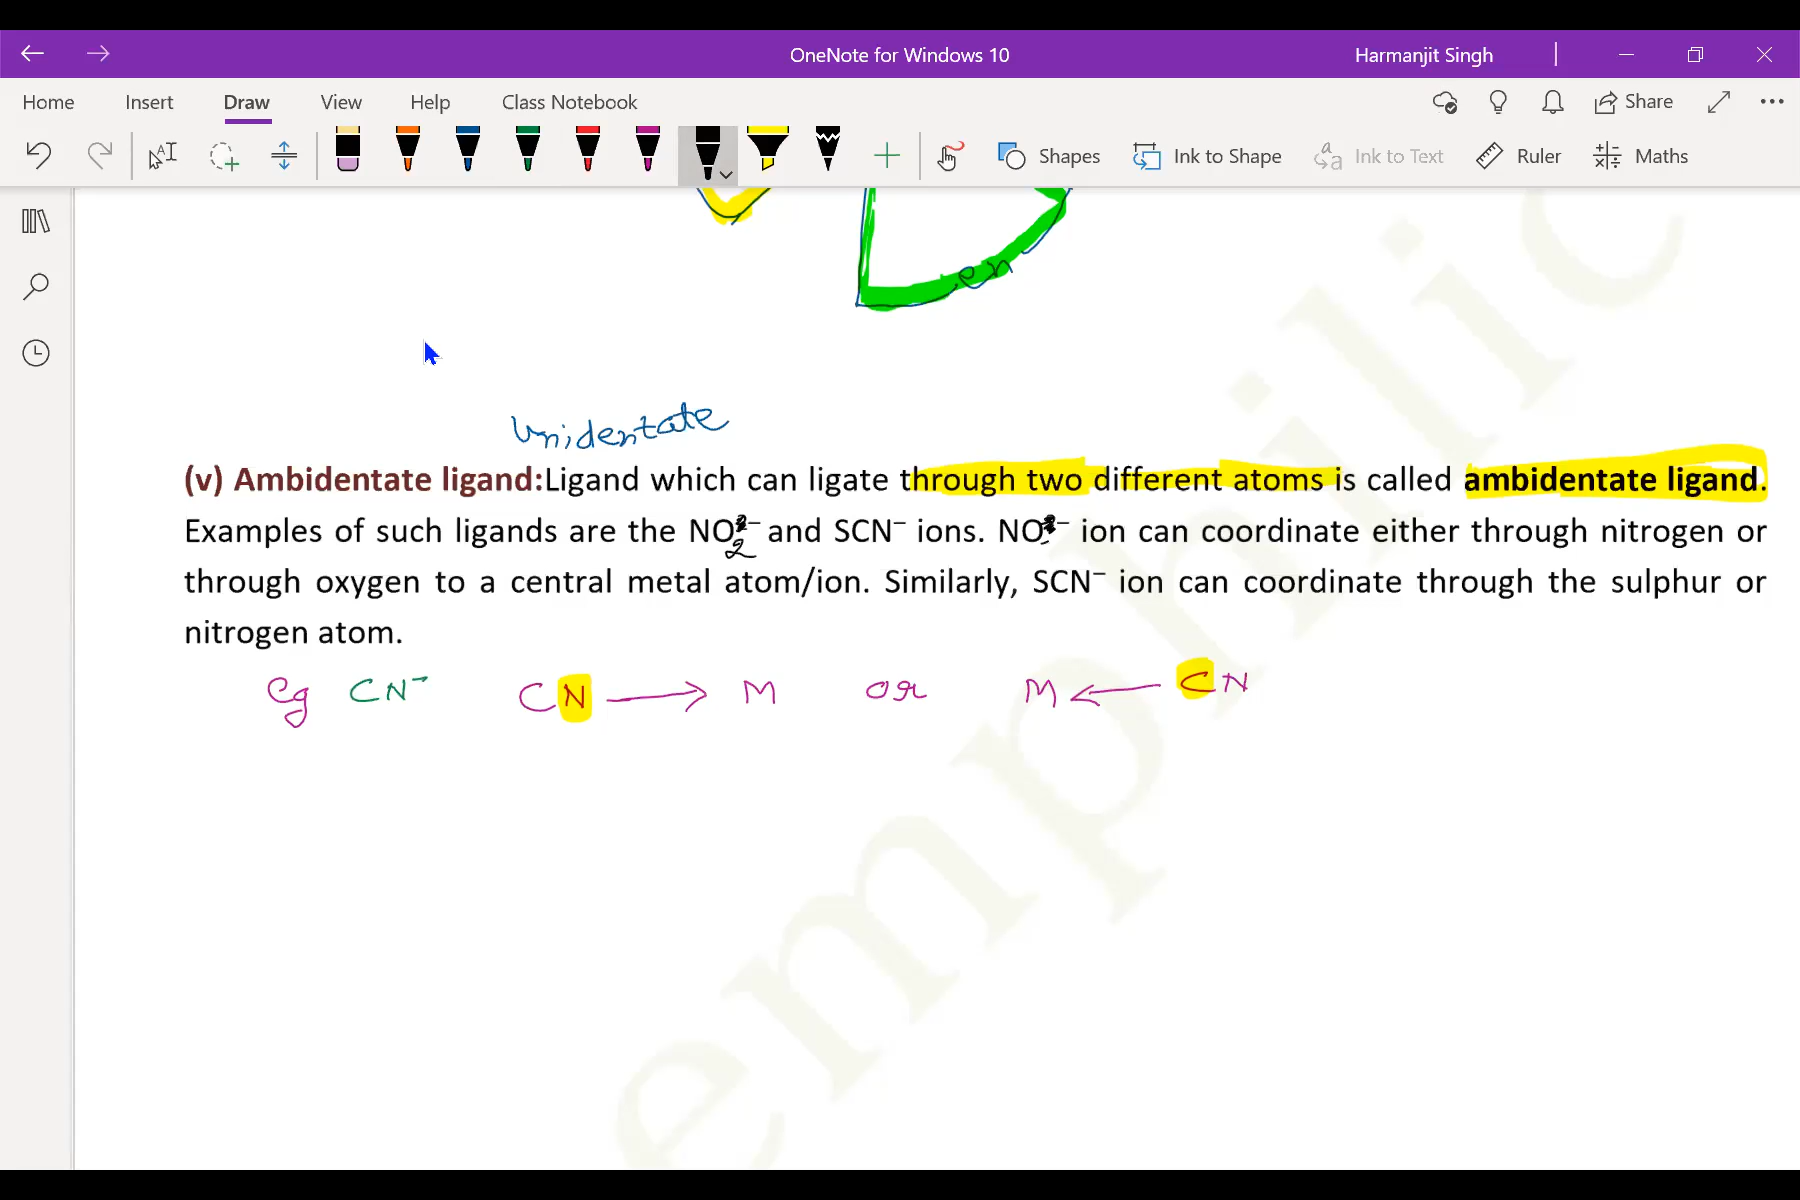 OneNote for Windows 10 Harmanjit Singh
Home Insert Draw View Help Class Notebook Share
Shapes Ink to Shape Ink to Text Ruler Maths
en
Unidentate
(v) Ambidentate ligand:Ligand which can ligate through two different atoms is called ambidentate ligand.
Examples of such ligands are the NO₂⁻ and SCN⁻ ions. NO⁻ ion can coordinate either through nitrogen or
through oxygen to a central metal atom/ion. Similarly, SCN⁻ ion can coordinate through the sulphur or
nitrogen atom.
Eg CN⁻ CN → M or M ← CN
emphilic